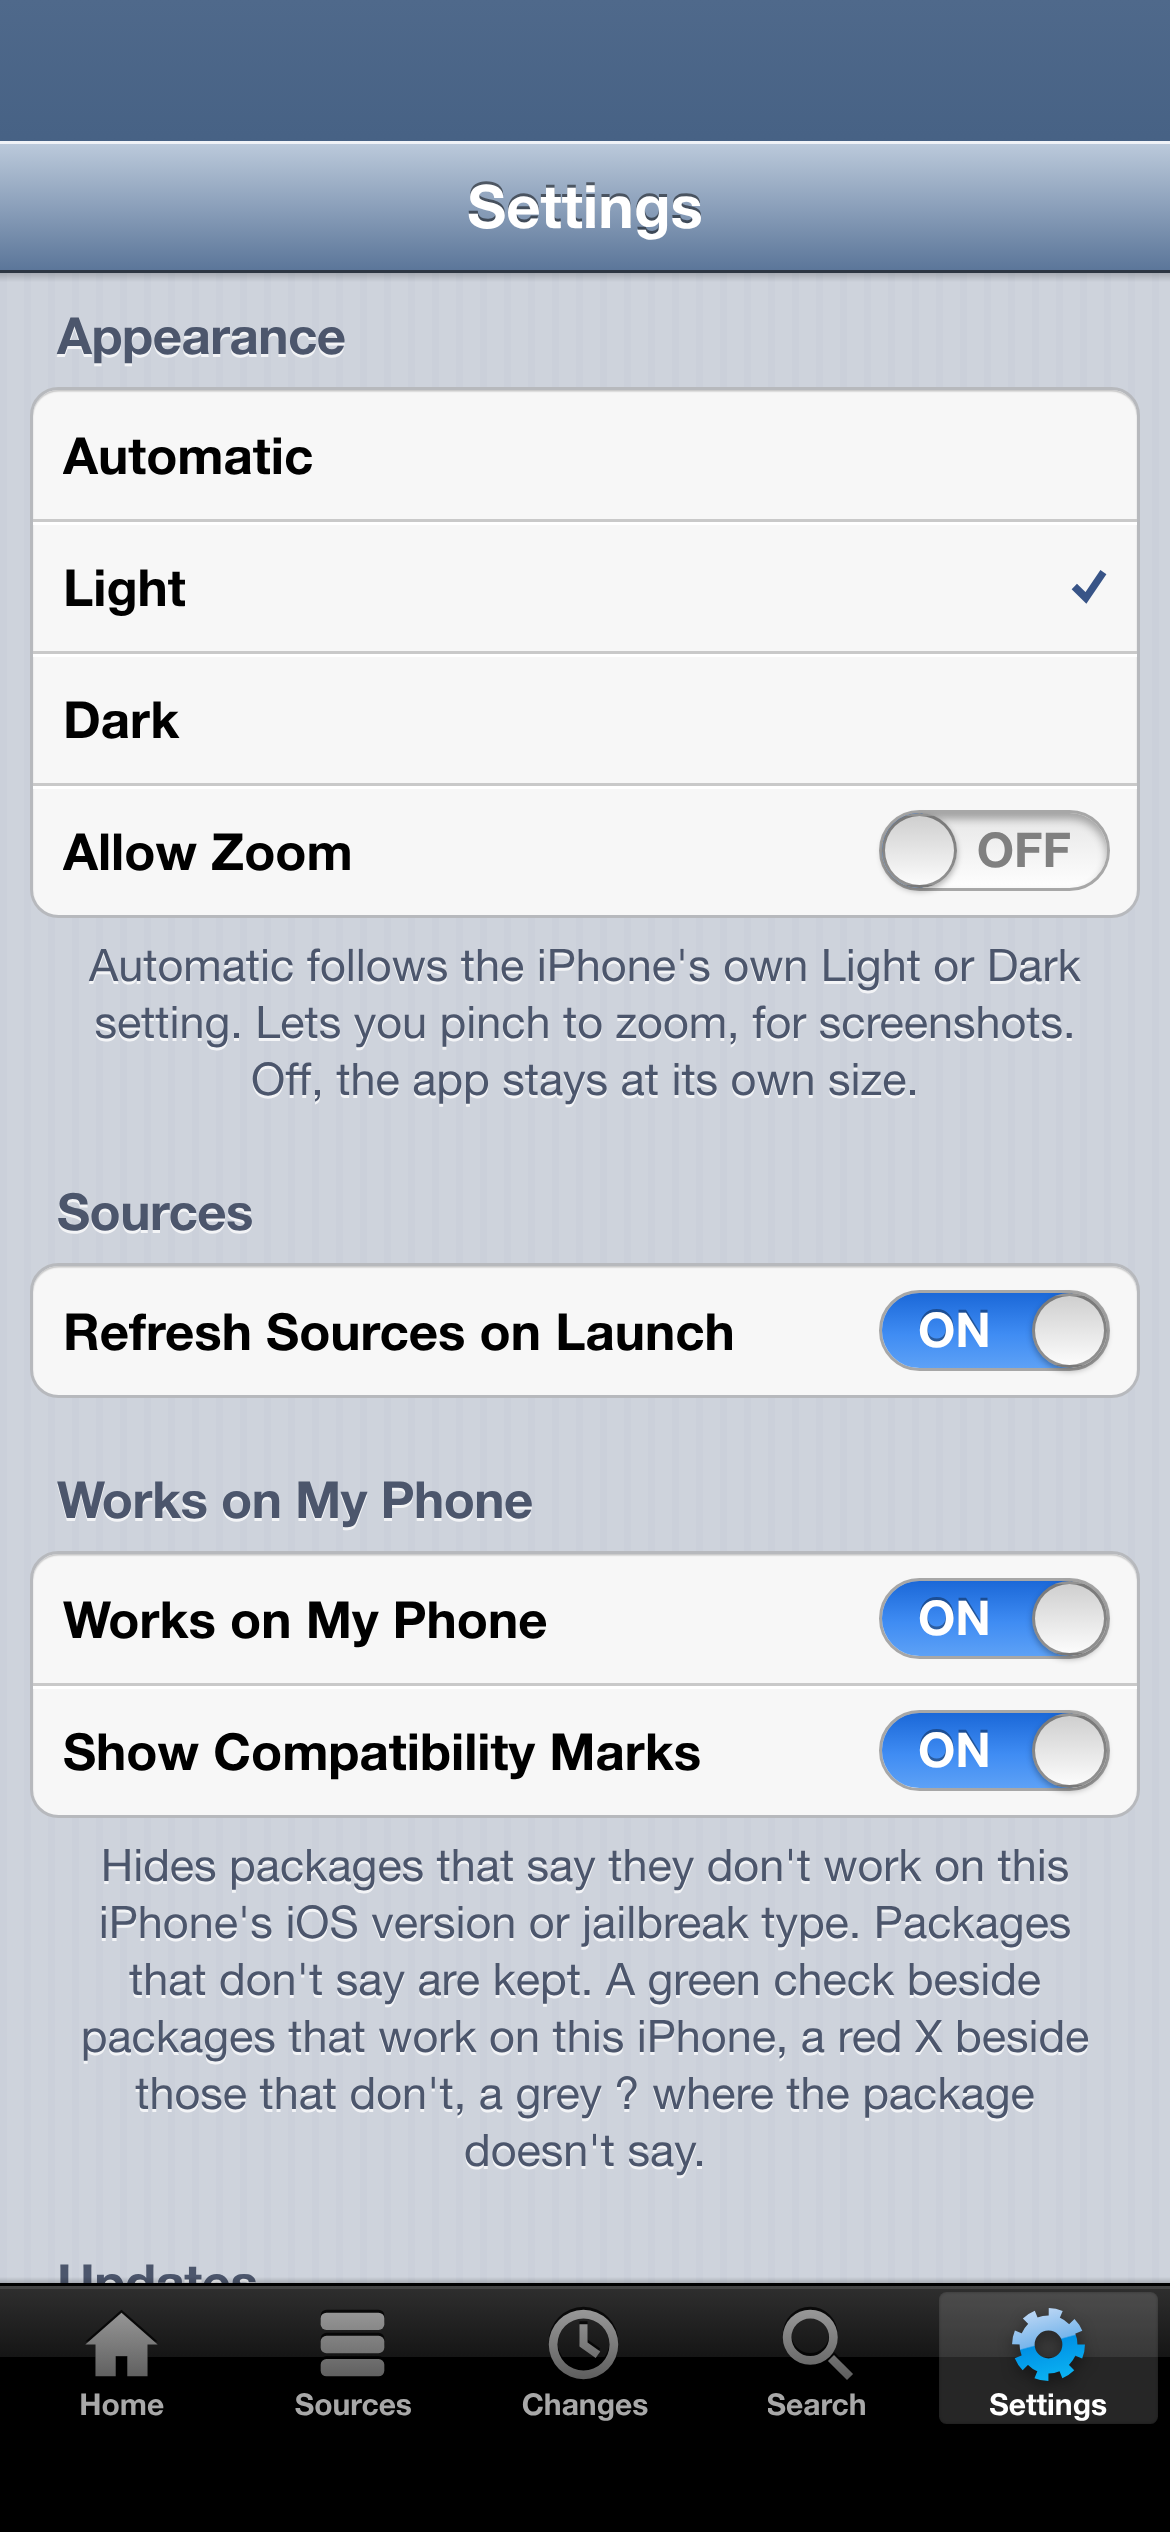 Settings
Appearance
Automatic
Light
Dark
Allow Zoom
OFF
Automatic follows the iPhone's own Light or Dark
setting. Lets you pinch to zoom, for screenshots.
Off, the app stays at its own size.
Sources
Refresh Sources on Launch
ON
Works on My Phone
Works on My Phone
ON
Show Compatibility Marks
ON
Hides packages that say they don't work on this
iPhone's iOS version or jailbreak type. Packages
that don't say are kept. A green check beside
packages that work on this iPhone, a red X beside
those that don't, a grey ? where the package
doesn't say.
Updates
Home
Sources
Changes
Search
Settings